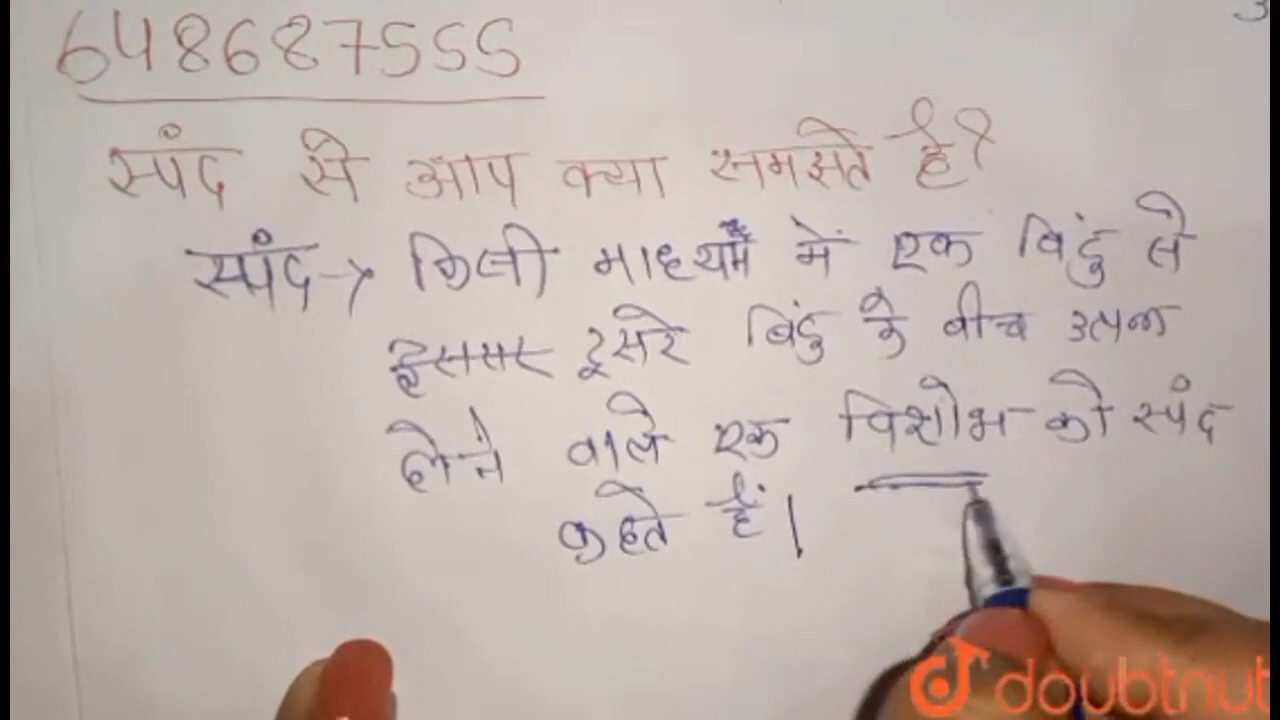 648687555
स्पंद से आप क्या समझते है?
स्पंद→ किसी माध्यम में एक बिंदु से
दूसरे बिंदु के बीच उत्पन्न
होने वाले एक विक्षोभ को स्पंद
कहते हैं।
doubtnut